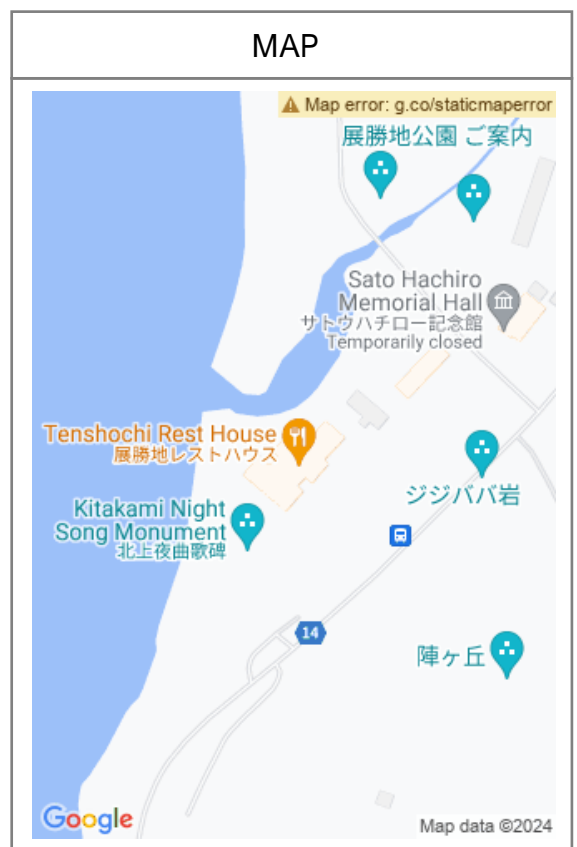 MAP
Map error: g.co/staticmaperror
展勝地公園 ご案内
Sato Hachiro
Memorial Hall
サトウハチロー記念館
Temporarily closed
Tenshochi Rest House
展勝地レストハウス
ジジババ岩
Kitakami Night
Song Monument
北上夜曲歌碑
14
陣ヶ丘
Google
Map data ©2024